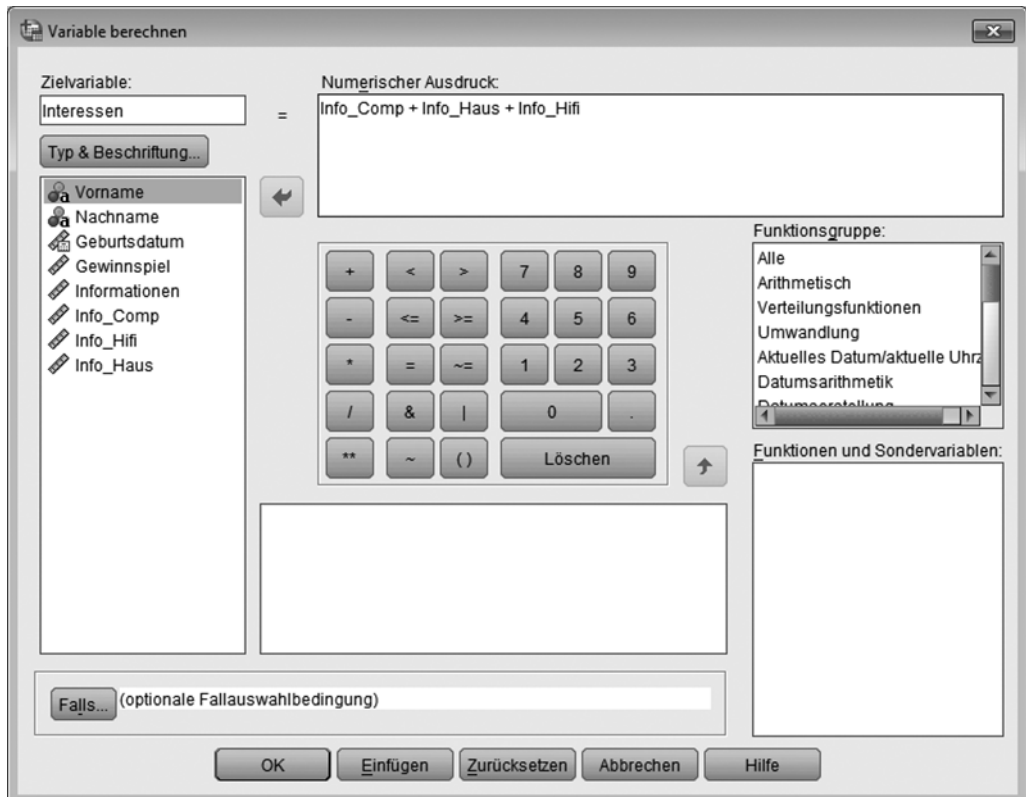 Variable berechnen
Zielvariable:
Interessen
=
Numerischer Ausdruck:
Info_Comp + Info_Haus + Info_Hifi
Typ & Beschriftung...
Vorname
Nachname
Geburtsdatum
Gewinnspiel
Informationen
Info_Comp
Info_Hifi
Info_Haus
+ < > 7 8 9
- <= >= 4 5 6
* = ~= 1 2 3
/ & | 0 .
** ~ ( ) Löschen
Funktionsgruppe:
Alle
Arithmetisch
Verteilungsfunktionen
Umwandlung
Aktuelles Datum/aktuelle Uhrz
Datumsarithmetik
Datumserstellung
Funktionen und Sondervariablen:
Falls... (optionale Fallauswahlbedingung)
OK Einfügen Zurücksetzen Abbrechen Hilfe